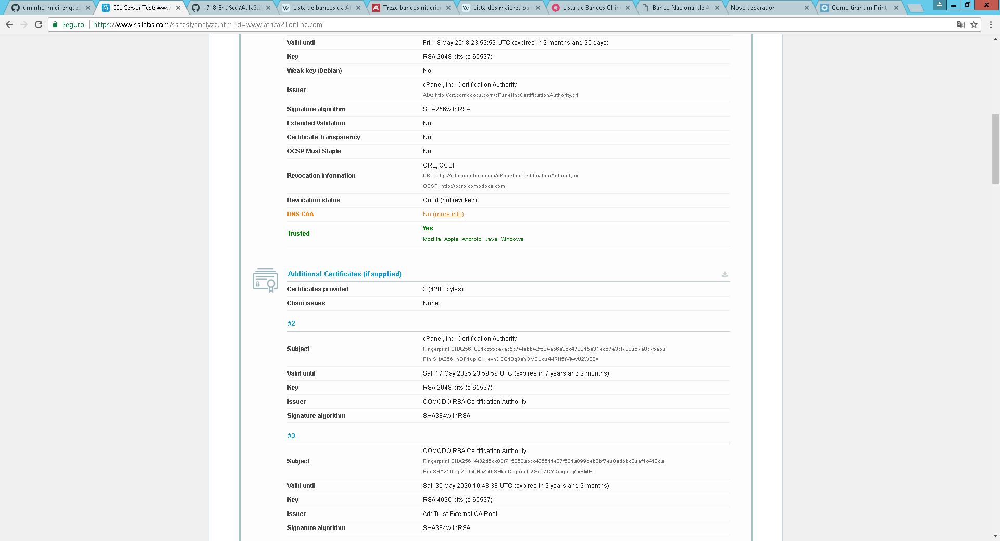 uminho-miei-engseg
SSL Server Test: www
1718-EngSeg/Aula3.2
Lista de bancos da Áf
Treze bancos nigerian
Lista dos maiores ban
Lista de Bancos Chin
Banco Nacional de A
Novo separador
Como tirar um Print
Seguro https://www.ssllabs.com/ssltest/analyze.html?d=www.africa21online.com
Valid until Fri, 18 May 2018 23:59:59 UTC (expires in 2 months and 25 days)
Key RSA 2048 bits (e 65537)
Weak key (Debian) No
Issuer cPanel, Inc. Certification Authority
AIA: http://crt.comodoca.com/cPanelIncCertificationAuthority.crt
Signature algorithm SHA256withRSA
Extended Validation No
Certificate Transparency No
OCSP Must Staple No
Revocation information CRL, OCSP
CRL: http://crl.comodoca.com/cPanelIncCertificationAuthority.crl
OCSP: http://ocsp.comodoca.com
Revocation status Good (not revoked)
DNS CAA No (more info)
Trusted Yes
Mozilla Apple Android Java Windows
Additional Certificates (if supplied)
Certificates provided 3 (4288 bytes)
Chain issues None
#2
Subject cPanel, Inc. Certification Authority
Fingerprint SHA256: 821cc55ce7ec5c74febb42f624eb6a36c478215a31ed67e3cf723a67e8c75eba
Pin SHA256: hOF1upiO+xevnDEQ13g3aY3M3Uqa44RN5rVIwvU2WC8=
Valid until Sat, 17 May 2025 23:59:59 UTC (expires in 7 years and 2 months)
Key RSA 2048 bits (e 65537)
Issuer COMODO RSA Certification Authority
Signature algorithm SHA384withRSA
#3
Subject COMODO RSA Certification Authority
Fingerprint SHA256: 4f32d5dc00f715250abcc486511e37f501a899deb3bf7ea8adbbd3aef1c412da
Pin SHA256: grX4Ta9HpZx6tSHkmCrvpApTQGo67CYDnvprLg5yRME=
Valid until Sat, 30 May 2020 10:48:38 UTC (expires in 2 years and 3 months)
Key RSA 4096 bits (e 65537)
Issuer AddTrust External CA Root
Signature algorithm SHA384withRSA